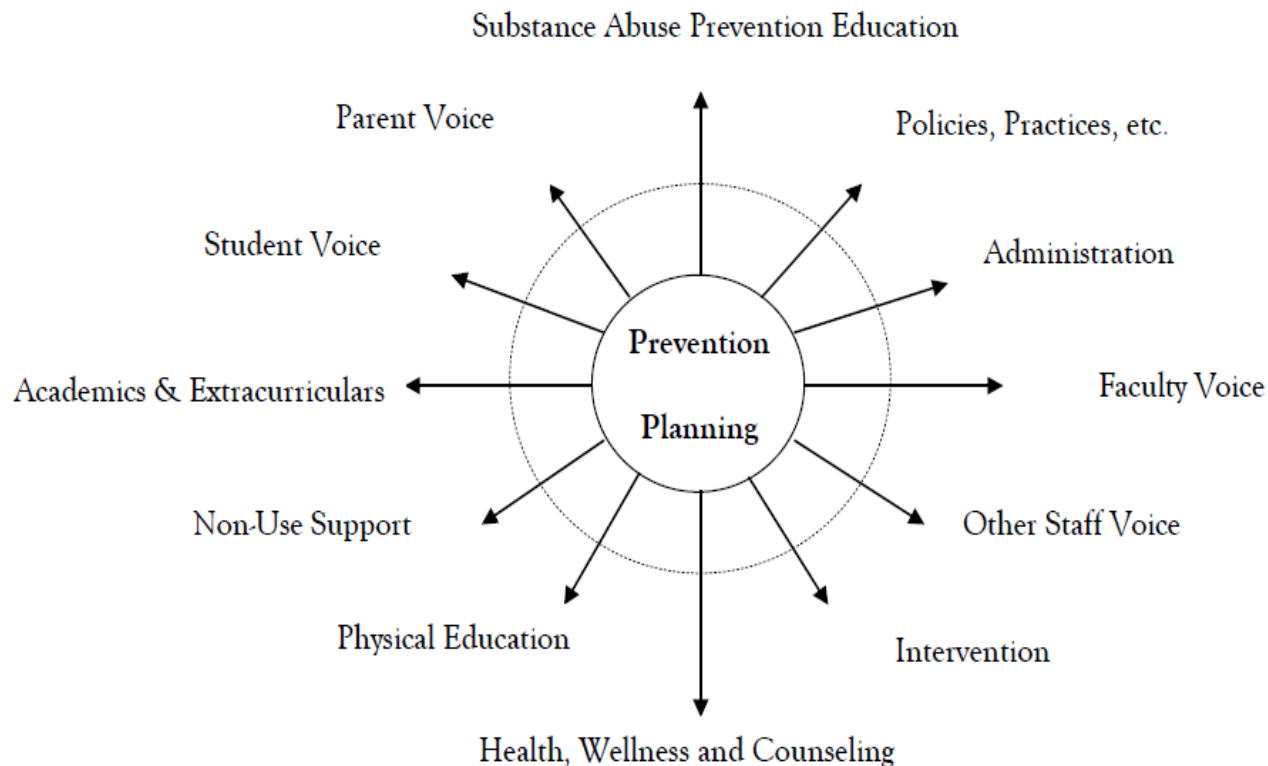 Substance Abuse Prevention Education
Parent Voice
Policies, Practices, etc.
Student Voice
Administration
Prevention
Academics & Extracurriculars
Faculty Voice
Planning
Non-Use Support
Other Staff Voice
Physical Education
Intervention
Health, Wellness and Counseling